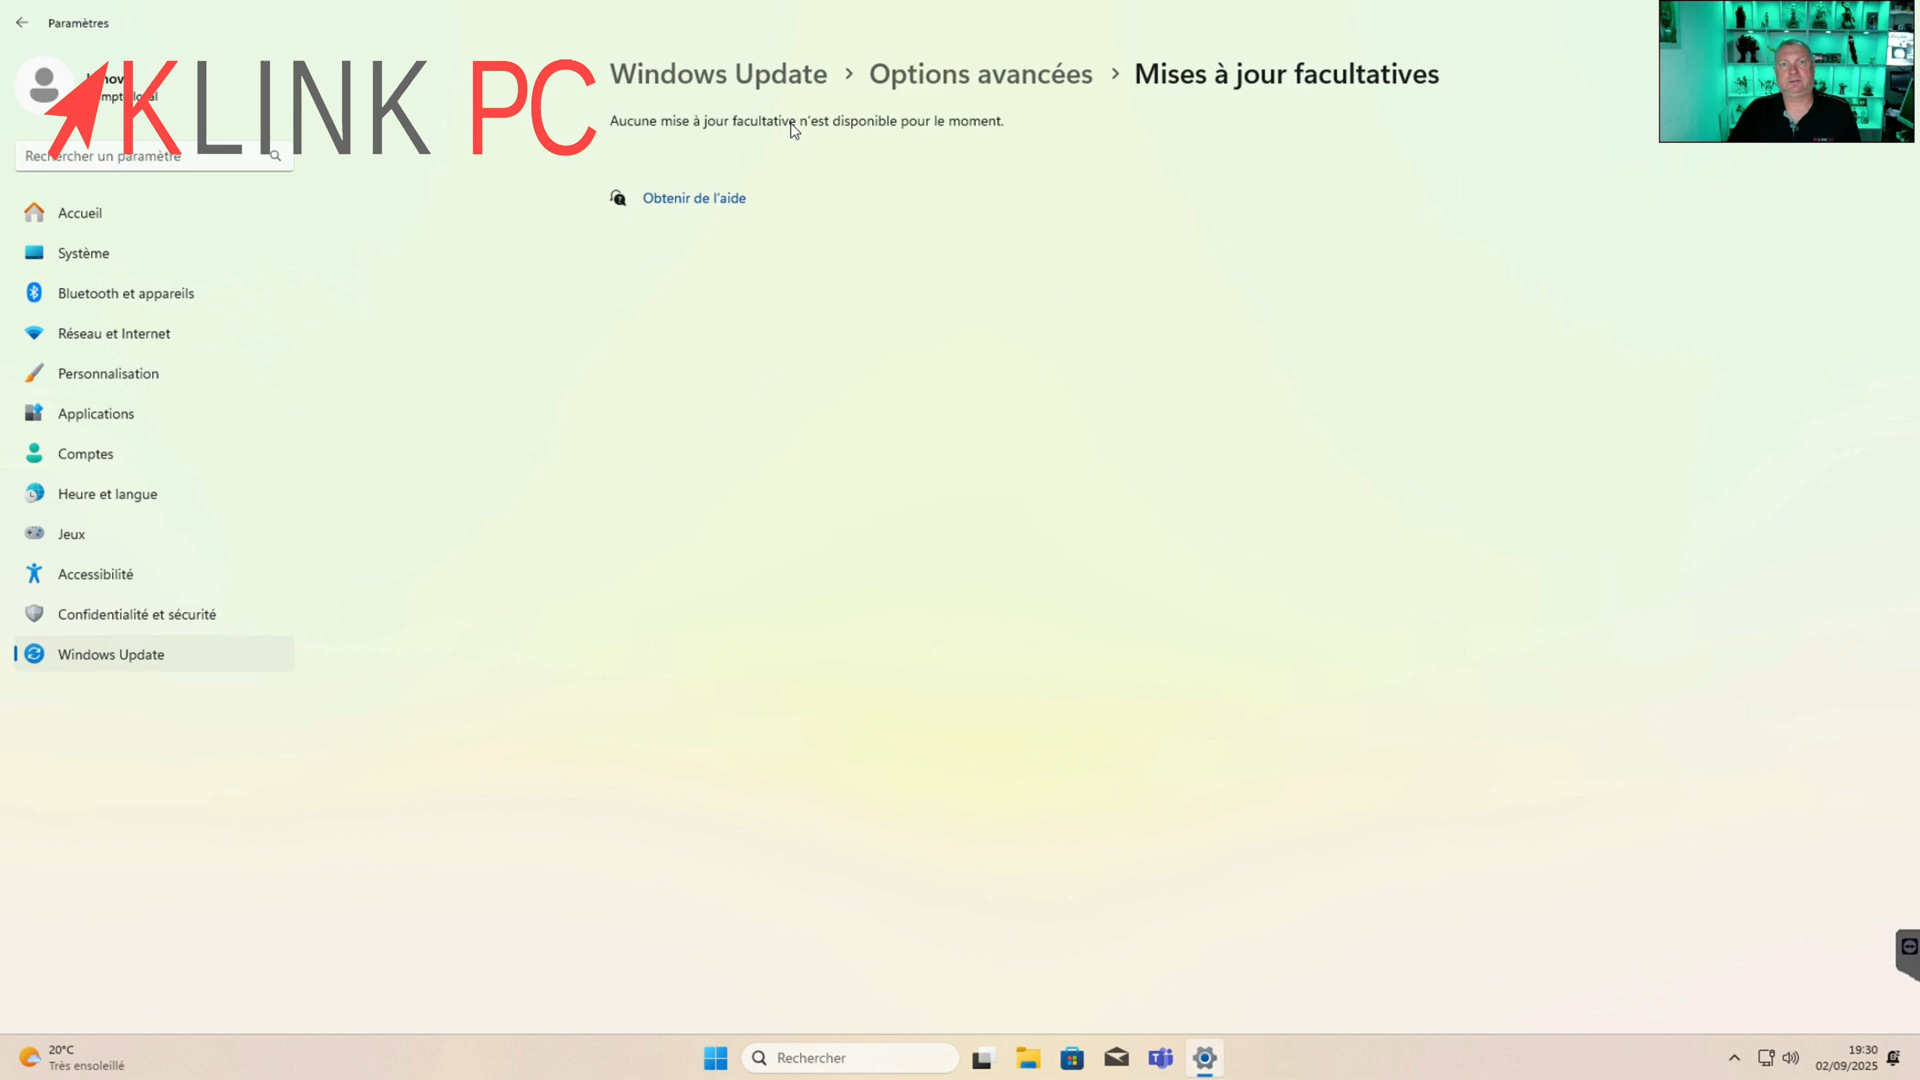 Paramètres
KLINK PC
Rechercher un paramètre
Accueil
Système
Bluetooth et appareils
Réseau et Internet
Personnalisation
Applications
Comptes
Heure et langue
Jeux
Accessibilité
Confidentialité et sécurité
Windows Update
Windows Update > Options avancées > Mises à jour facultatives
Aucune mise à jour facultative n'est disponible pour le moment.
Obtenir de l'aide
20°C
Très ensoleillé
Rechercher
19:30
02/09/2025